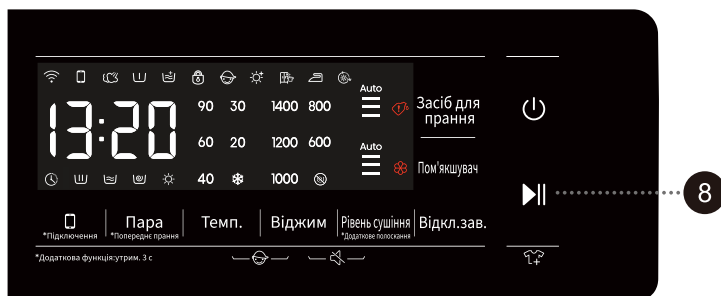 Auto
90 30 1400 800
Засіб для
прання
13:20
60 20 1200 600
Auto
Пом'якшувач
40 1000
8
Пара Темп. Віджим Рівень сушіння Відкл.зав.
*Підключення *Попереднє прання *Додаткове полоскання
*Додаткова функція:утрим. 3 с